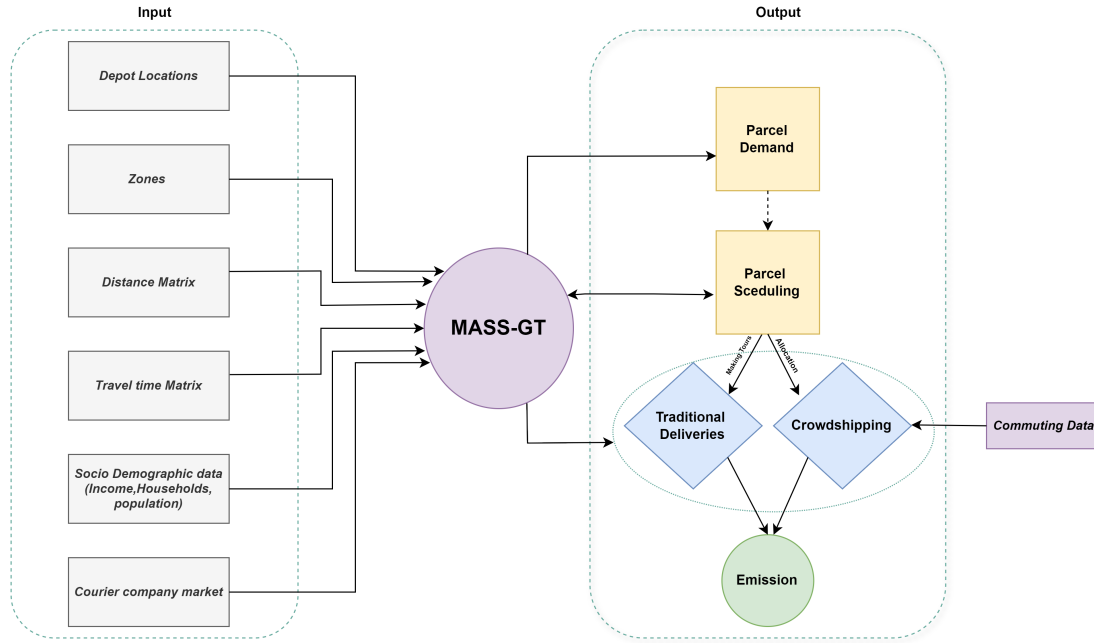 Input
Output
Depot Locations
Zones
Distance Matrix
Travel time Matrix
Socio Demographic data
(Income,Households,
population)
Courier company market
MASS-GT
Parcel
Demand
Parcel
Sceduling
Making Tours
Allocation
Traditional
Deliveries
Crowdshipping
Commuting Data
Emission